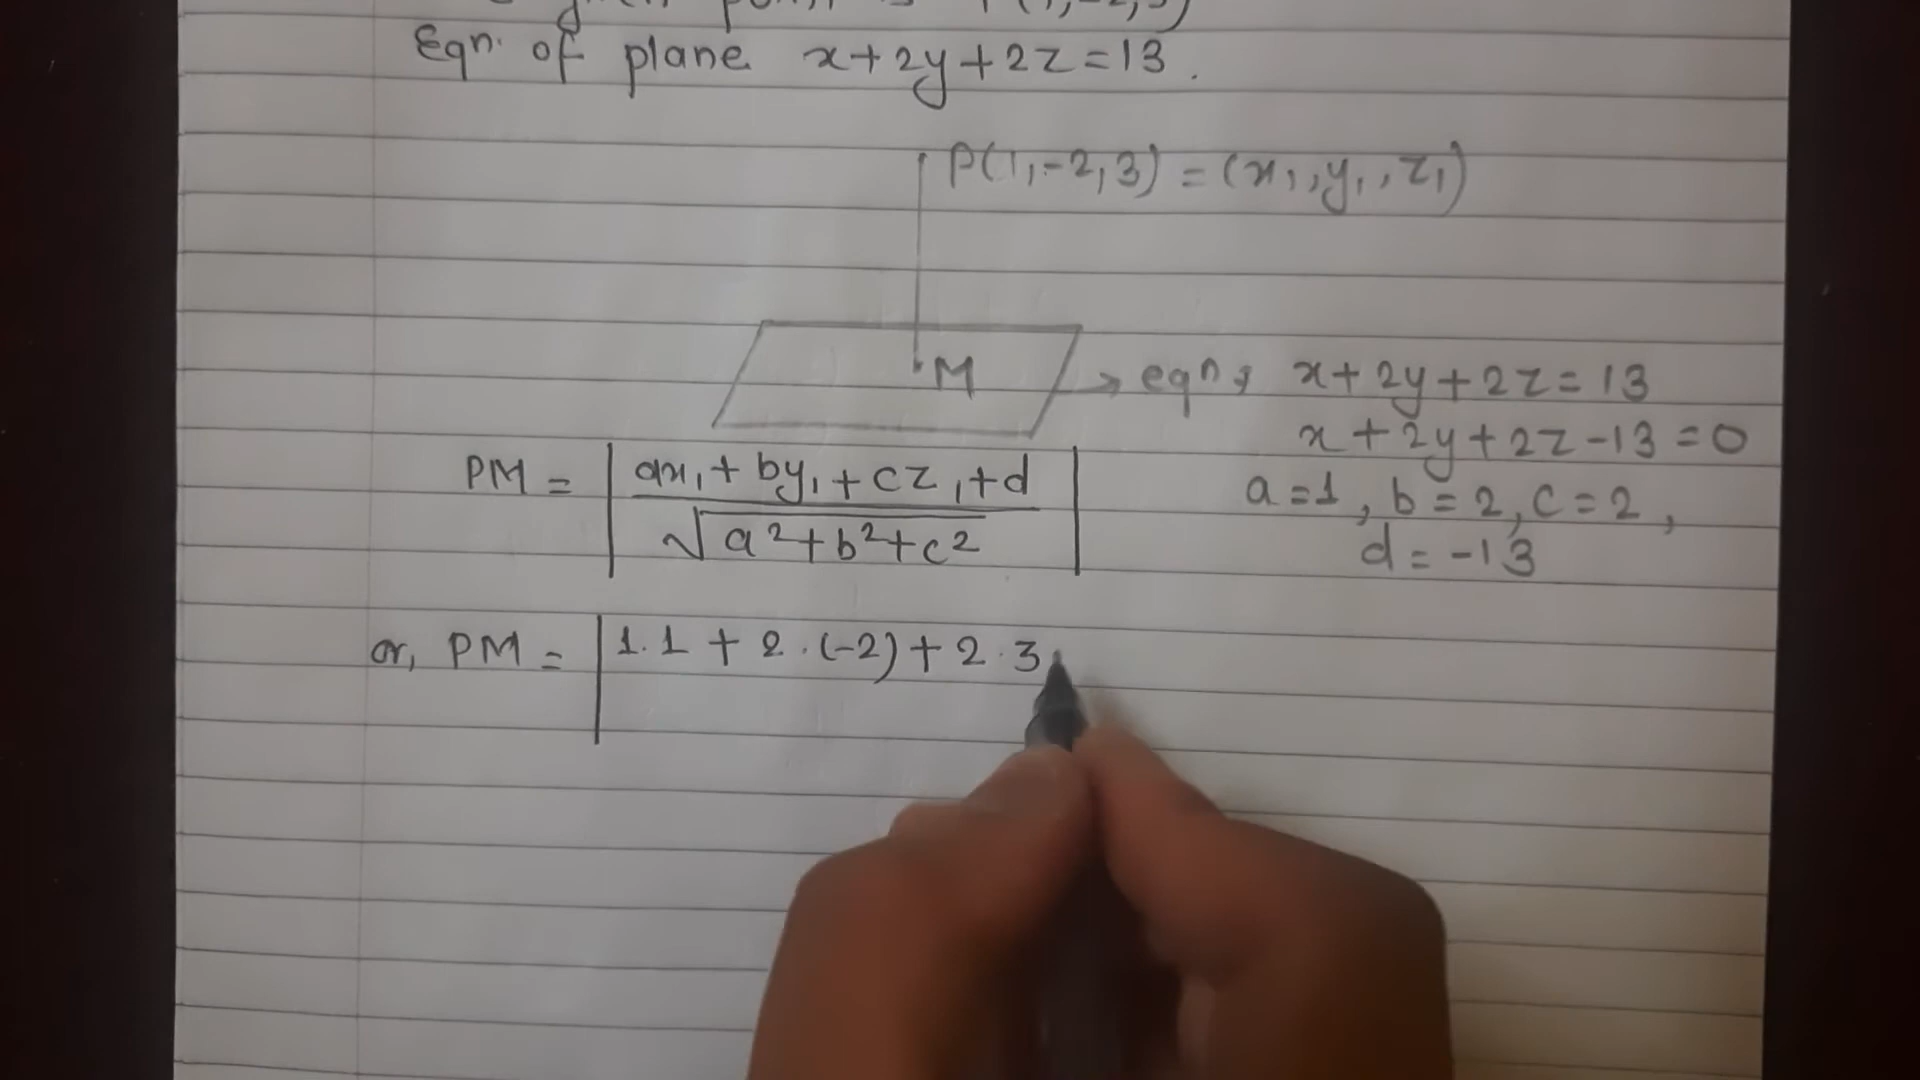 Eqn. of plane x+2y+2z=13.
P(1,-2,3) = (x₁,y₁,z₁)
M → eqn, x+2y+2z=13
x+2y+2z-13=0
PM = | ax₁+by₁+cz₁+d / √a²+b²+c² |
a=1, b=2, c=2,
d=-13
or, PM = | 1.1 + 2.(-2)+2.3